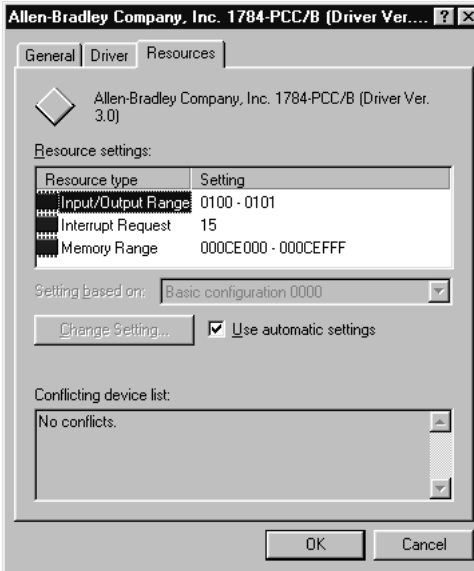 Allen-Bradley Company, Inc. 1784-PCC/B (Driver Ver....
General Driver Resources
Allen-Bradley Company, Inc. 1784-PCC/B (Driver Ver.
3.0)
Resource settings:
Resource type Setting
Input/Output Range 0100 - 0101
Interrupt Request 15
Memory Range 000CE000 - 000CEFFF
Setting based on: Basic configuration 0000
Change Setting... Use automatic settings
Conflicting device list:
No conflicts.
OK Cancel